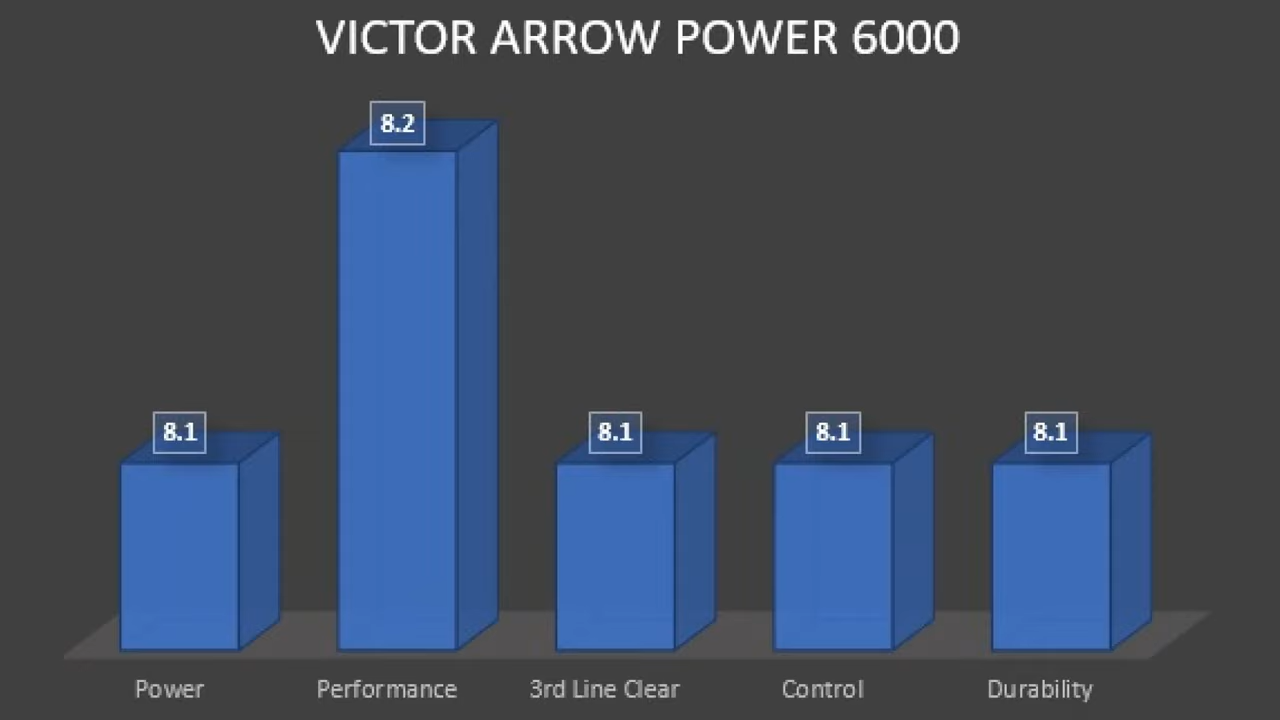 VICTOR ARROW POWER 6000
8.2
8.1 8.1 8.1 8.1
Power Performance 3rd Line Clear Control Durability